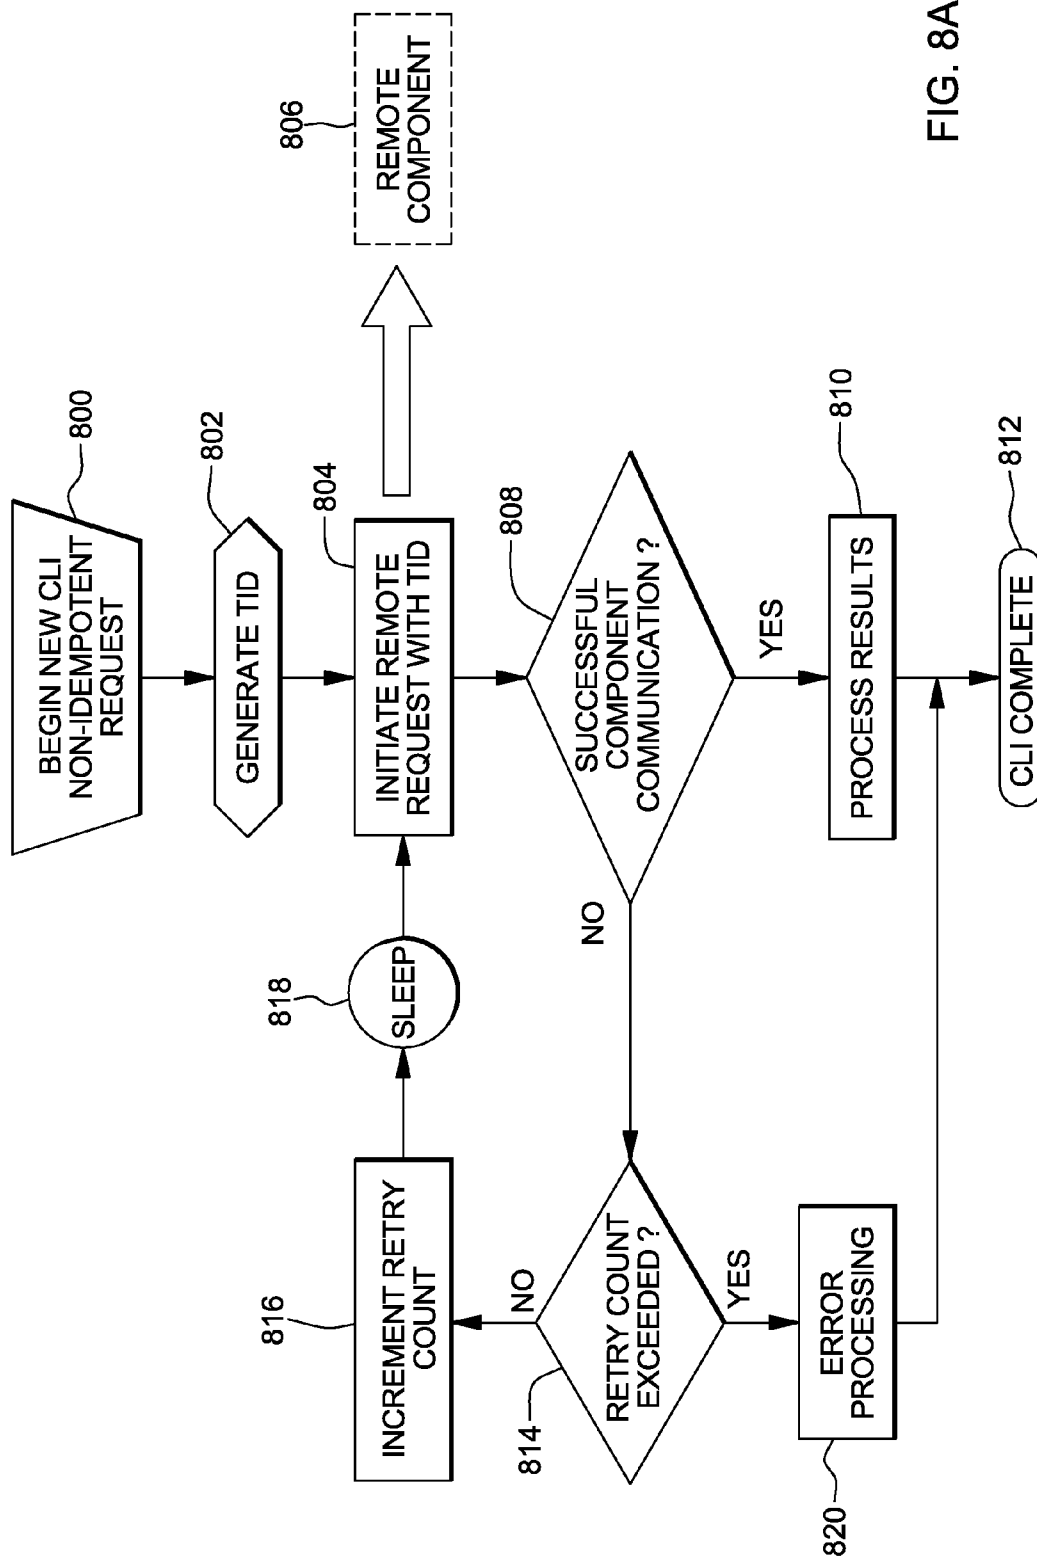 BEGIN NEW CLI
NON-IDEMPOTENT
REQUEST
800
GENERATE TID
802
INITIATE REMOTE
REQUEST WITH TID
804
REMOTE
COMPONENT
806
SUCCESSFUL
COMPONENT
COMMUNICATION ?
808
YES
NO
PROCESS RESULTS
810
CLI COMPLETE
812
RETRY COUNT
EXCEEDED ?
814
NO
YES
INCREMENT RETRY
COUNT
816
SLEEP
818
ERROR
PROCESSING
820
FIG. 8A